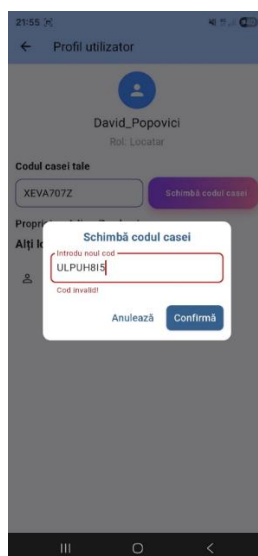 21:55
Profil utilizator
David_Popovici
Rol: Locatar
Codul casei tale
XEVA707Z
Schimbă codul casei
Alți
Schimbă codul casei
Introdu noul cod
ULPUH8I5
Cod invalid!
Anulează
Confirmă